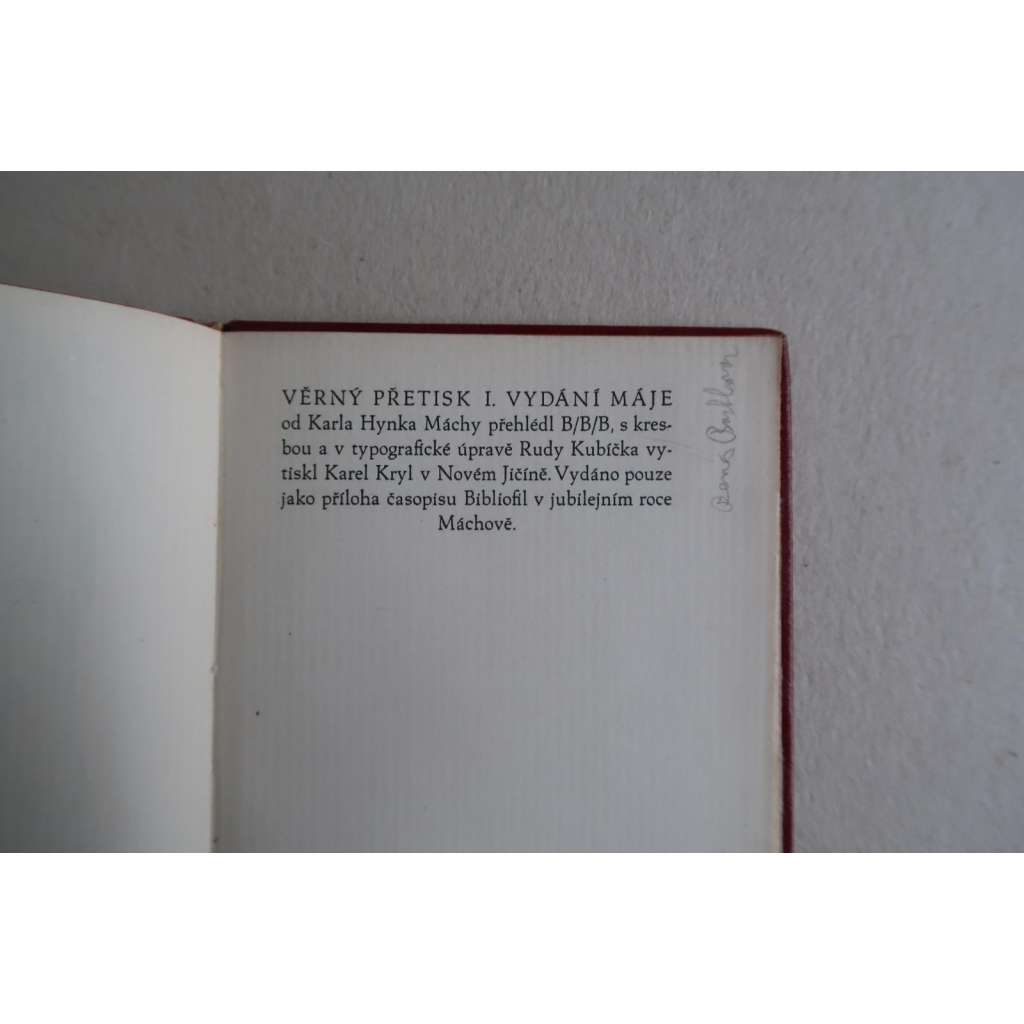 VĚRNÝ PŘETISK I. VYDÁNÍ MÁJE
od Karla Hynka Máchy přehlédl B/B/B, s kres-
bou a v typografické úpravě Rudy Kubíčka vy-
tiskl Karel Kryl v Novém Jičíně. Vydáno pouze
jako příloha časopisu Bibliofil v jubilejním roce
Máchově.